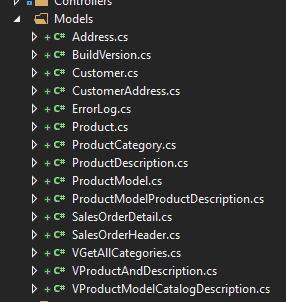 Controllers
Models
C# Address.cs
C# BuildVersion.cs
C# Customer.cs
C# CustomerAddress.cs
C# ErrorLog.cs
C# Product.cs
C# ProductCategory.cs
C# ProductDescription.cs
C# ProductModel.cs
C# ProductModelProductDescription.cs
C# SalesOrderDetail.cs
C# SalesOrderHeader.cs
C# VGetAllCategories.cs
C# VProductAndDescription.cs
C# VProductModelCatalogDescription.cs